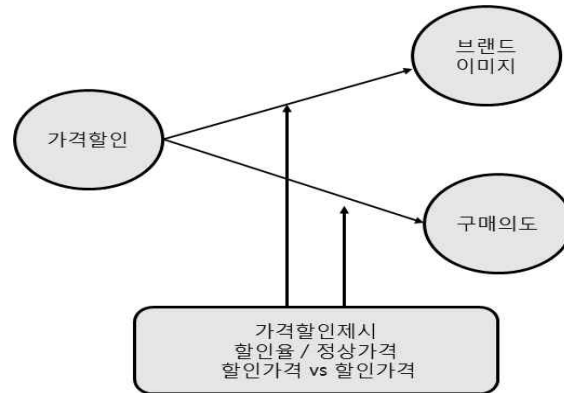 브랜드
이미지
가격할인
구매의도
가격할인제시
할인율 / 정상가격
할인가격 vs 할인가격